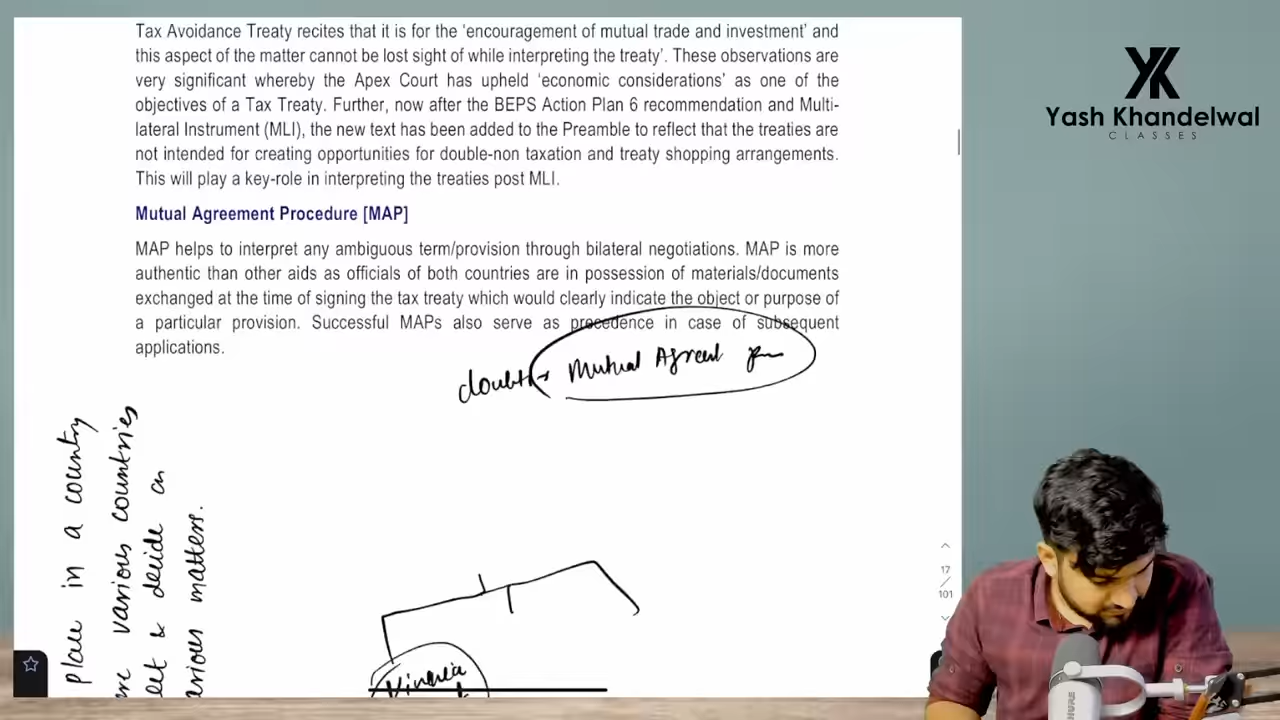 Tax Avoidance Treaty recites that it is for the ‘encouragement of mutual trade and investment’ and
this aspect of the matter cannot be lost sight of while interpreting the treaty’. These observations are
very significant whereby the Apex Court has upheld ‘economic considerations’ as one of the
objectives of a Tax Treaty. Further, now after the BEPS Action Plan 6 recommendation and Multi-
lateral Instrument (MLI), the new text has been added to the Preamble to reflect that the treaties are
not intended for creating opportunities for double-non taxation and treaty shopping arrangements.
This will play a key-role in interpreting the treaties post MLI.
Mutual Agreement Procedure [MAP]
MAP helps to interpret any ambiguous term/provision through bilateral negotiations. MAP is more
authentic than other aids as officials of both countries are in possession of materials/documents
exchanged at the time of signing the tax treaty which would clearly indicate the object or purpose of
a particular provision. Successful MAPs also serve as precedence in case of subsequent
applications.
doubt → Mutual Agreed
place in a country
various countries
& decide on
matters.
17
/
101
YK
Yash Khandelwal
CLASSES
SHURE